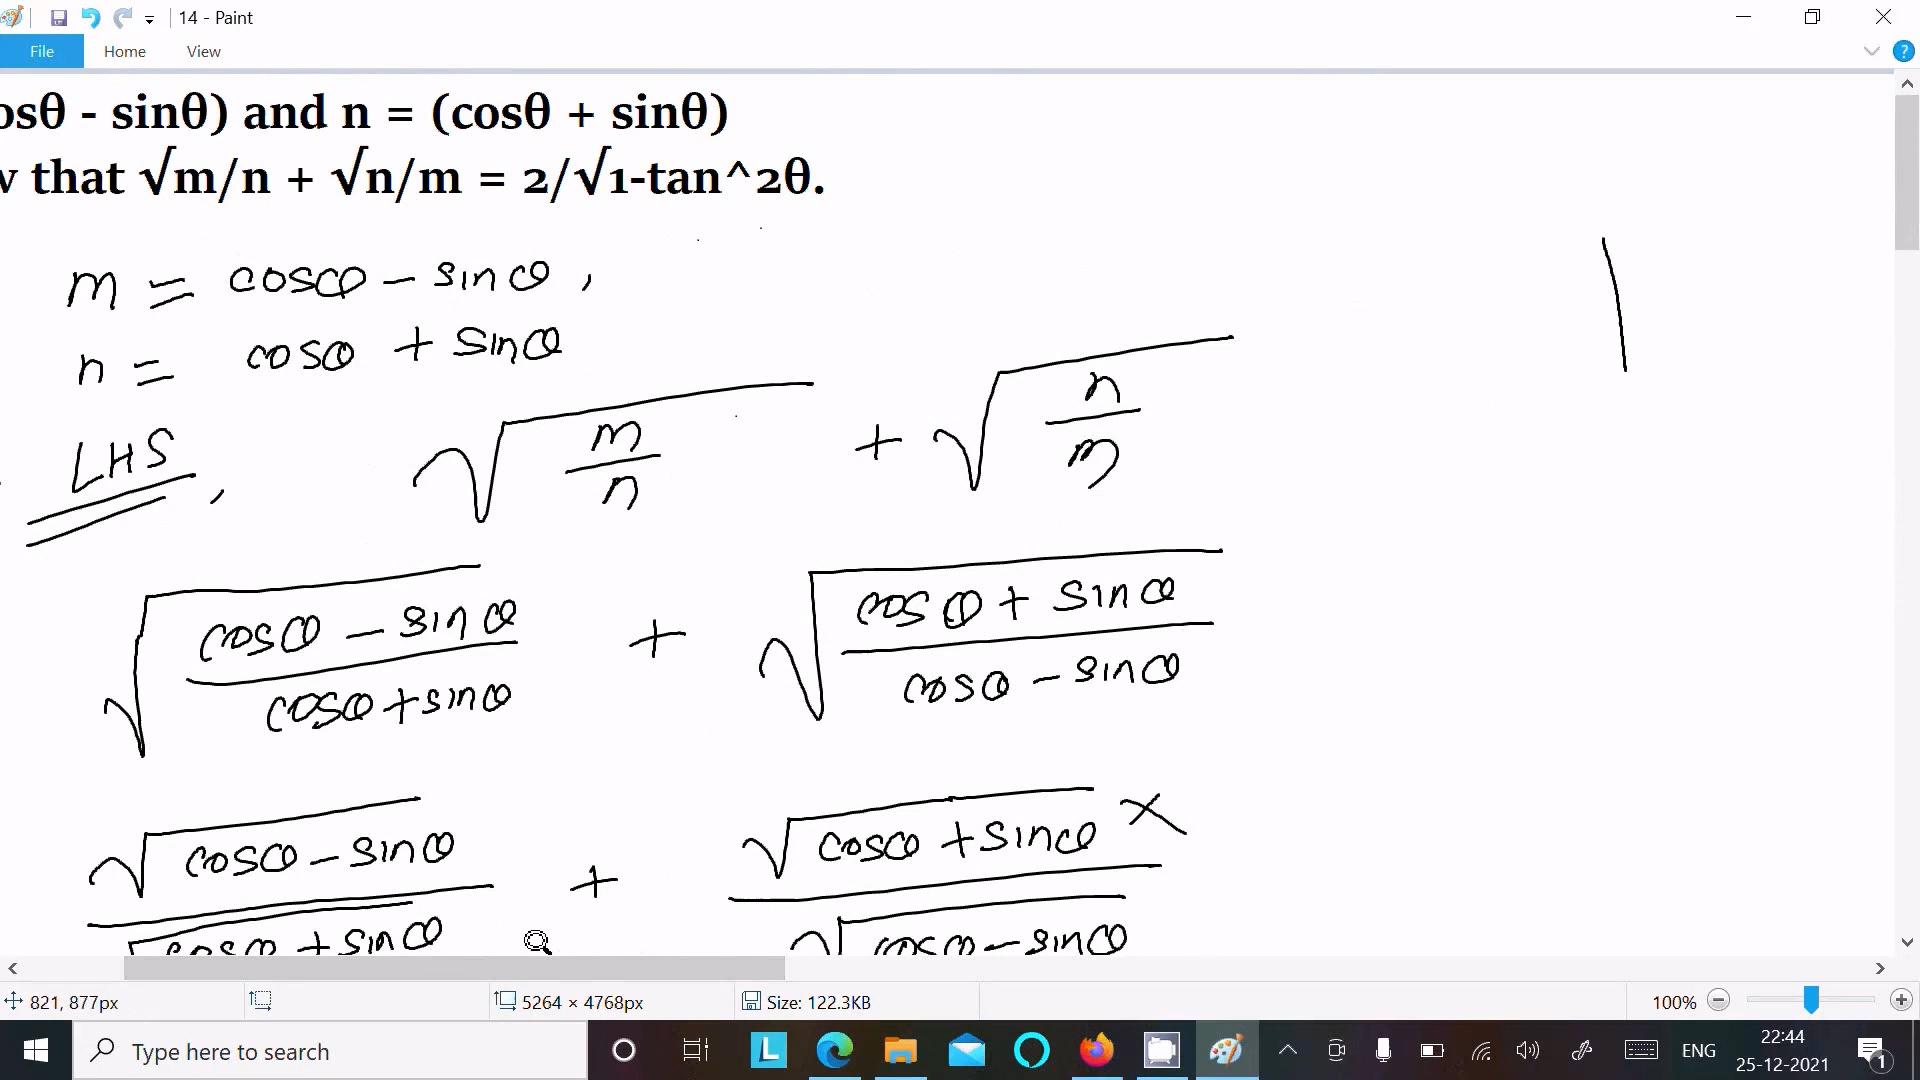 14 - Paint
File Home View
osθ - sinθ) and n = (cosθ + sinθ)
that √m/n + √n/m = 2/√1-tan^2θ.
m = cosθ - sinθ,
n = cosθ + sinθ
LHS, √m/n + √n/m
√cosθ - sinθ/cosθ + sinθ + √cosθ + sinθ/cosθ - sinθ
√cosθ - sinθ + √cosθ + sinθ ×
√cosθ + sinθ √cosθ - sinθ
821, 877px 5264 × 4768px Size: 122.3KB 100%
Type here to search ENG 22:44
25-12-2021 1